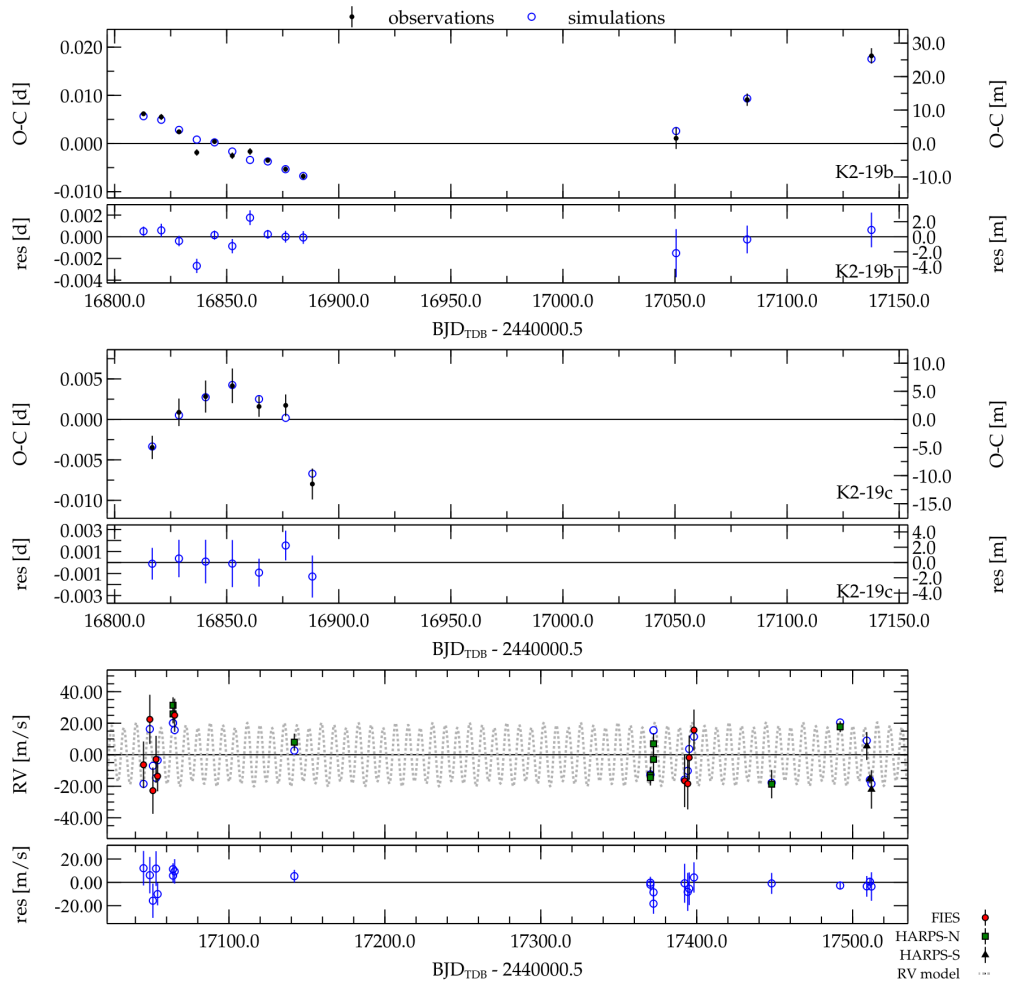 observations simulations
0.020
0.010
0.000
-0.010
O-C [d]
30.0
20.0
10.0
0.0
-10.0
O-C [m]
K2-19b
0.002
0.000
-0.002
-0.004
res [d]
2.0
0.0
-2.0
-4.0
res [m]
K2-19b
16800.0 16850.0 16900.0 16950.0 17000.0 17050.0 17100.0 17150.0
BJDTDB - 2440000.5
0.005
0.000
-0.005
-0.010
O-C [d]
10.0
5.0
0.0
-5.0
-10.0
-15.0
O-C [m]
K2-19c
0.003
0.001
-0.001
-0.003
res [d]
4.0
2.0
0.0
-2.0
-4.0
res [m]
K2-19c
16800.0 16850.0 16900.0 16950.0 17000.0 17050.0 17100.0 17150.0
BJDTDB - 2440000.5
40.00
20.00
0.00
-20.00
-40.00
RV [m/s]
20.00
0.00
-20.00
res [m/s]
17100.0 17200.0 17300.0 17400.0 17500.0
BJDTDB - 2440000.5
FIES
HARPS-N
HARPS-S
RV model